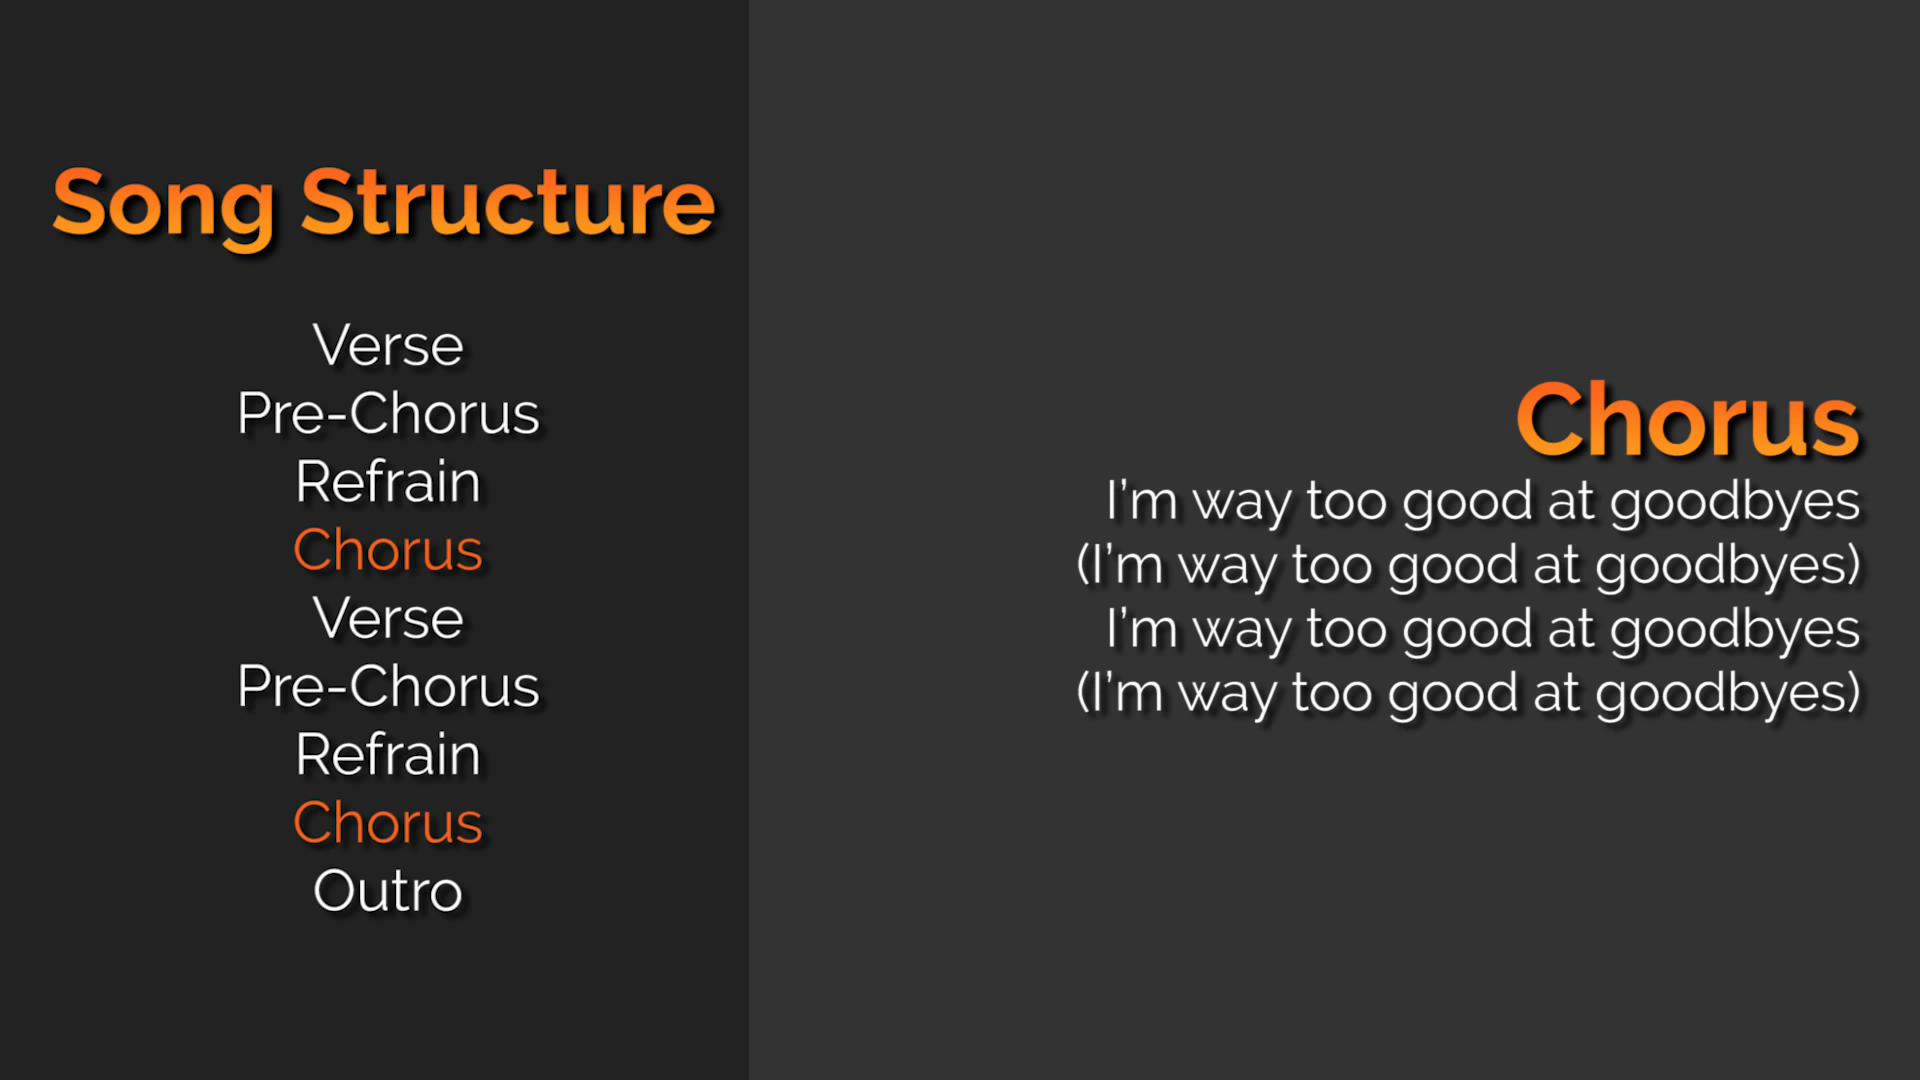 Song Structure
Verse
Pre-Chorus
Refrain
Chorus
Verse
Pre-Chorus
Refrain
Chorus
Outro
Chorus
I’m way too good at goodbyes
(I’m way too good at goodbyes)
I’m way too good at goodbyes
(I’m way too good at goodbyes)